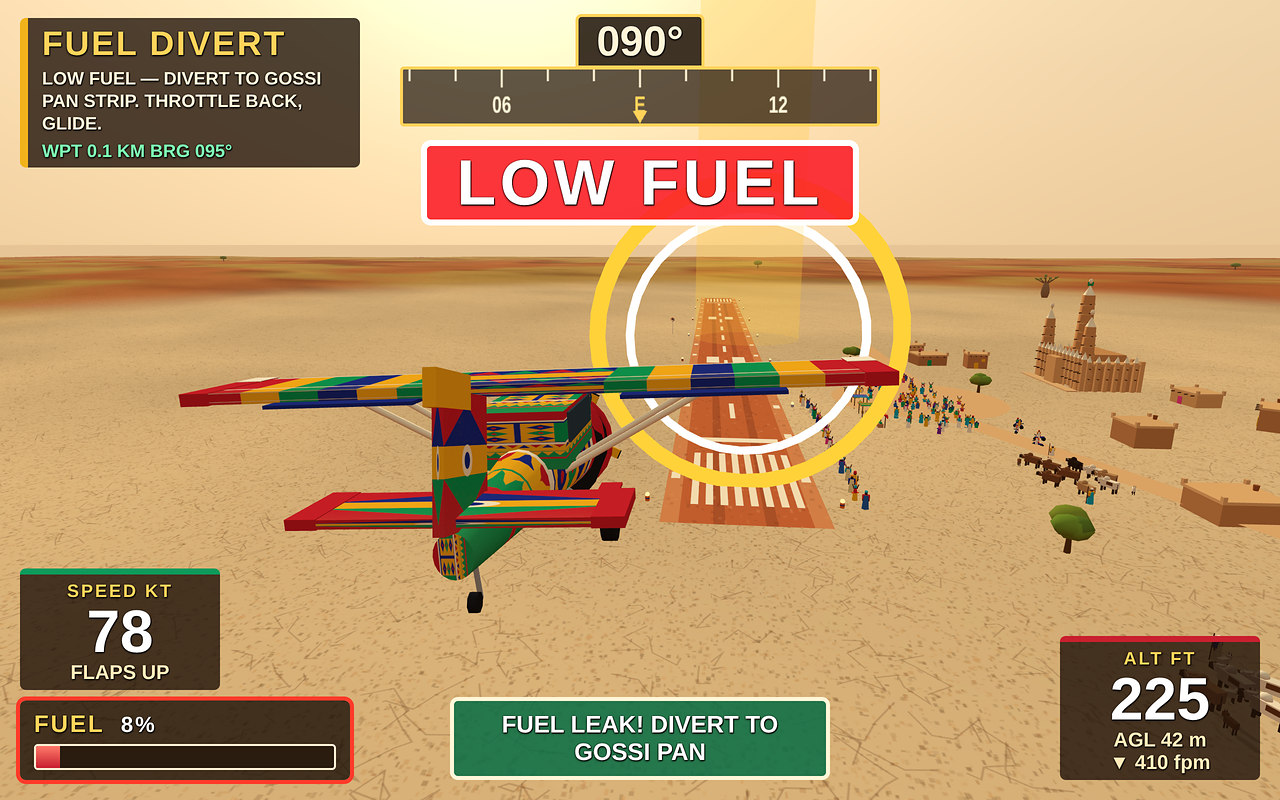 FUEL DIVERT
LOW FUEL — DIVERT TO GOSSI
PAN STRIP. THROTTLE BACK,
GLIDE.
WPT 0.1 KM BRG 095°
090°
06 E 12
LOW FUEL
SPEED KT
78
FLAPS UP
FUEL 8%
FUEL LEAK! DIVERT TO
GOSSI PAN
ALT FT
225
AGL 42 m
▼ 410 fpm